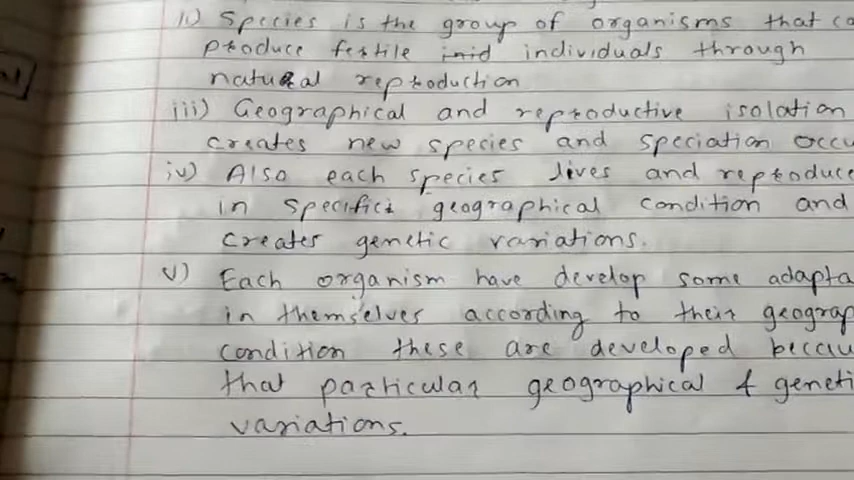 ii) Species is the group of organisms that ca
produce fertile individuals through
natural reproduction
iii) Geographical and reproductive isolation
creates new species and speciation occu
iv) Also each species lives and reproduce
in specific geographical condition and
creates genetic variations.
v) Each organism have develop some adapta
in themselves according to their geograp
condition these are developed becau
that particular geographical & geneti
variations.